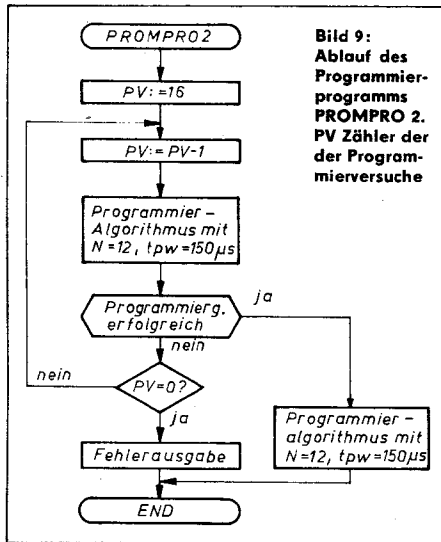 PROMPRO2
PV:=16
PV:=PV-1
Programmier-
Algorithmus mit
N=12, tpw=150µs
Programmierg.
erfolgreich
ja
nein
nein
PV=0?
ja
Fehlerausgabe
Programmier-
algorithmus mit
N=12, tpw=150µs
END
Bild 9:
Ablauf des
Programmier-
programms
PROMPRO 2.
PV Zähler der
der Program-
mierversuche